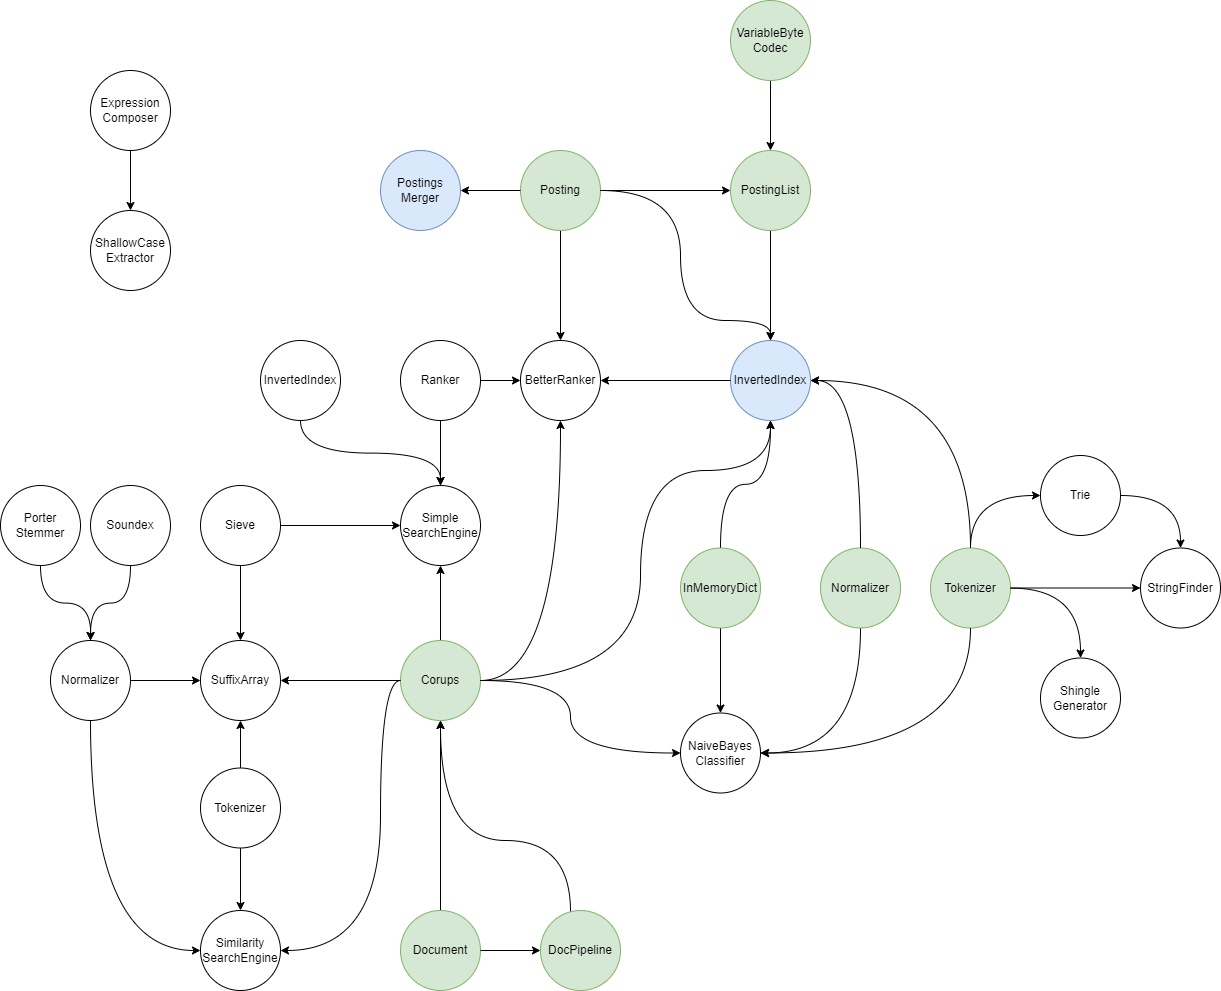 VariableByte
Codec
Expression
Composer
Postings
Merger
Posting
PostingList
ShallowCase
Extractor
InvertedIndex
Ranker
BetterRanker
InvertedIndex
Porter
Stemmer
Soundex
Sieve
Simple
SearchEngine
Trie
InMemoryDict
Normalizer
Tokenizer
StringFinder
Normalizer
SuffixArray
Corups
Shingle
Generator
NaiveBayes
Classifier
Tokenizer
Similarity
SearchEngine
Document
DocPipeline